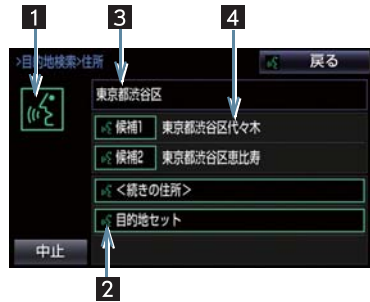 1 3 4
>目的地検索>住所 戻る
東京都渋谷区
候補1 東京都渋谷区代々木
候補2 東京都渋谷区恵比寿
<続きの住所>
目的地セット
中止
2